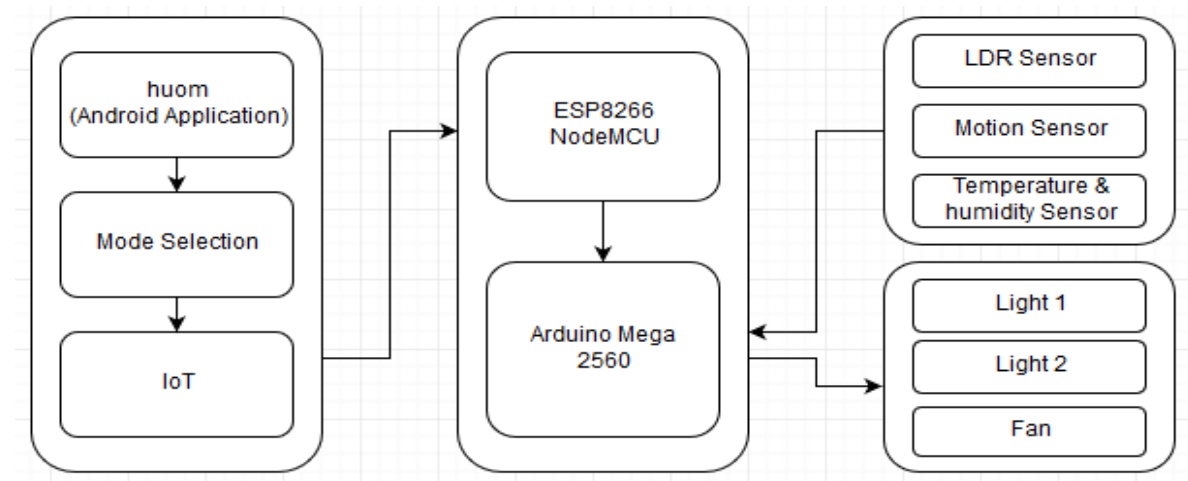 huom
(Android Application)
Mode Selection
IoT
ESP8266
NodeMCU
Arduino Mega
2560
LDR Sensor
Motion Sensor
Temperature &
humidity Sensor
Light 1
Light 2
Fan